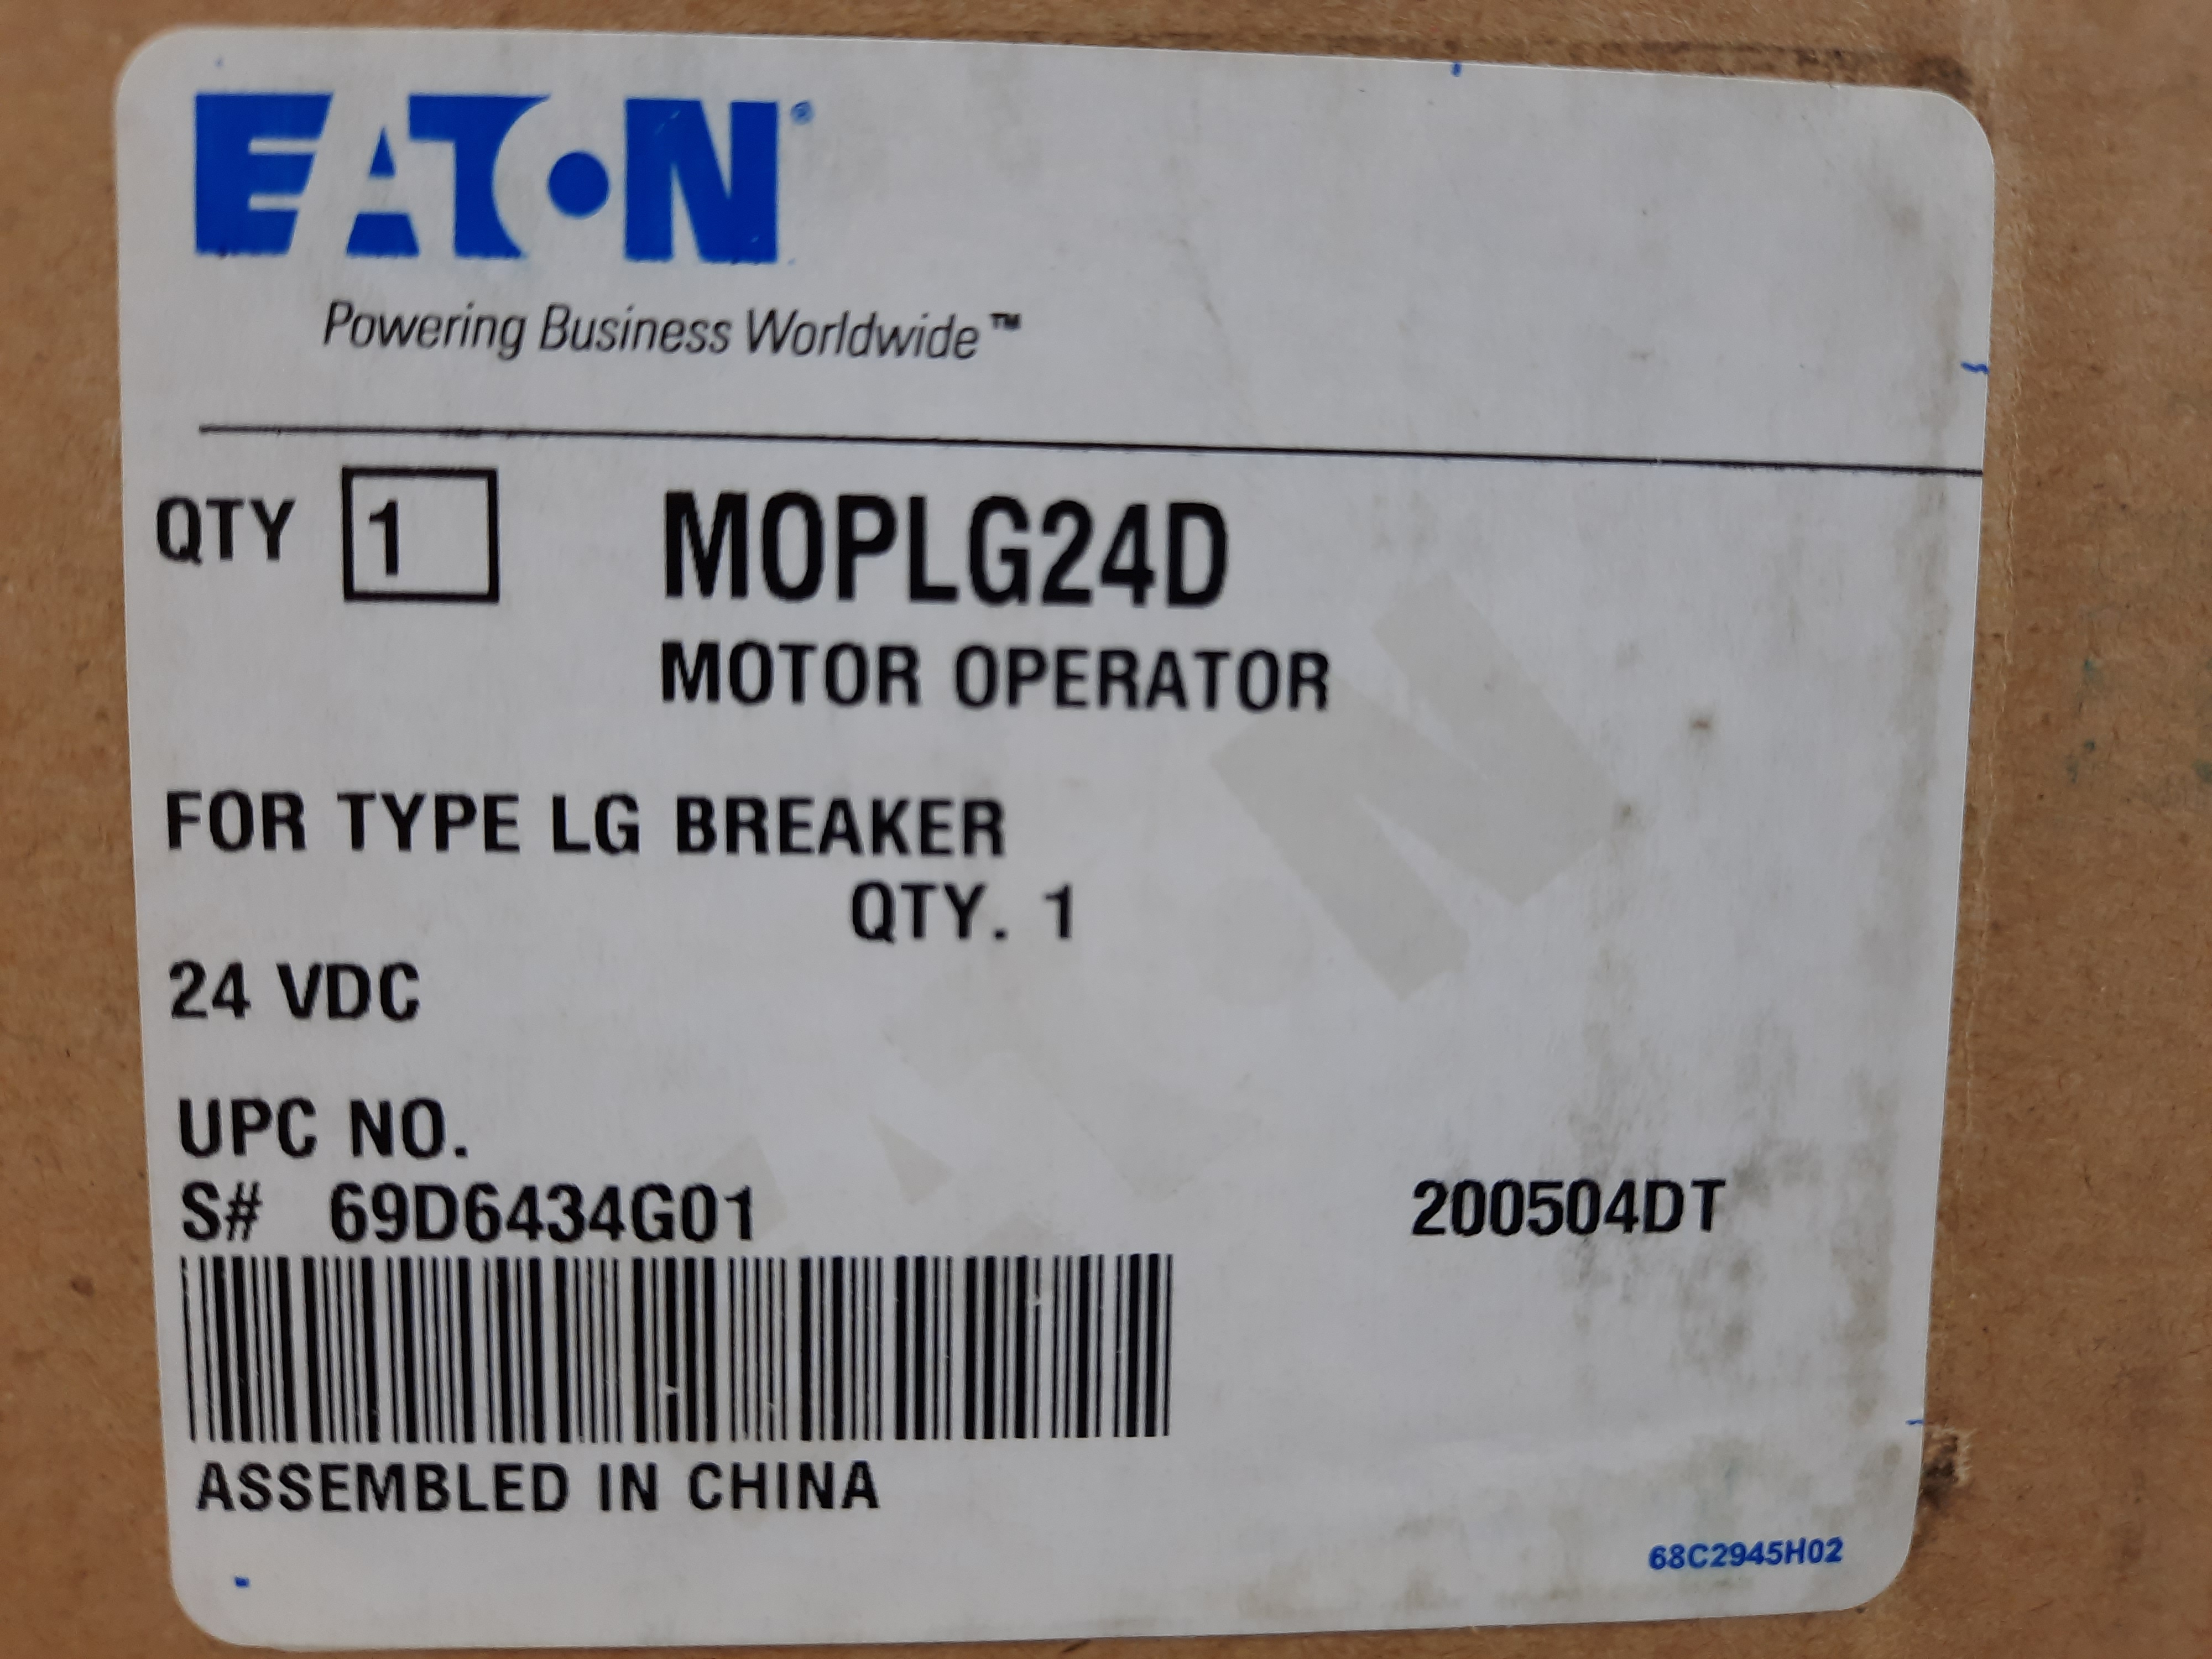 EATON®
Powering Business Worldwide™
QTY 1 MOPLG24D
MOTOR OPERATOR
FOR TYPE LG BREAKER
QTY. 1
24 VDC
UPC NO.
S# 69D6434G01 200504DT
ASSEMBLED IN CHINA
68C2945H02